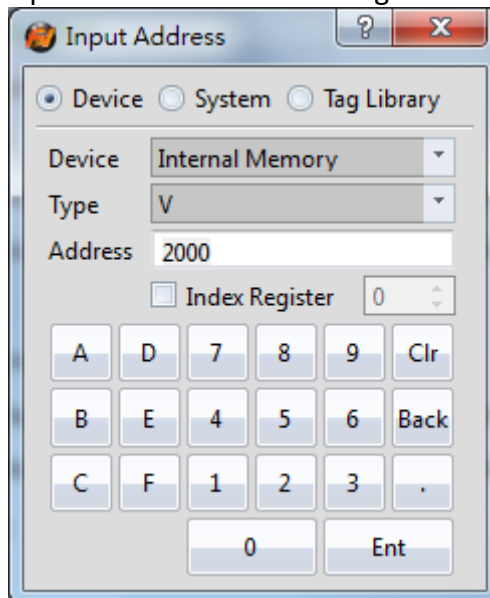 Input Address
Device System Tag Library
Device Internal Memory
Type V
Address 2000
Index Register 0
A D 7 8 9 Clr
B E 4 5 6 Back
C F 1 2 3 .
0 Ent